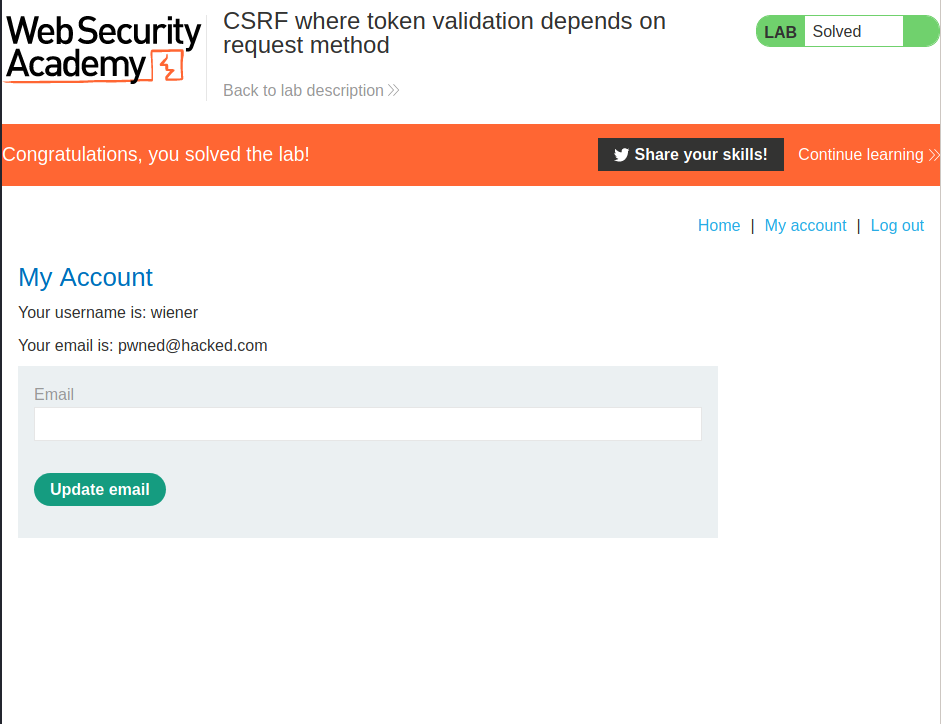 Web Security
Academy
CSRF where token validation depends on
request method
Back to lab description
LAB Solved
Congratulations, you solved the lab!
Share your skills!
Continue learning
Home | My account | Log out
My Account
Your username is: wiener
Your email is: pwned@hacked.com
Email
Update email